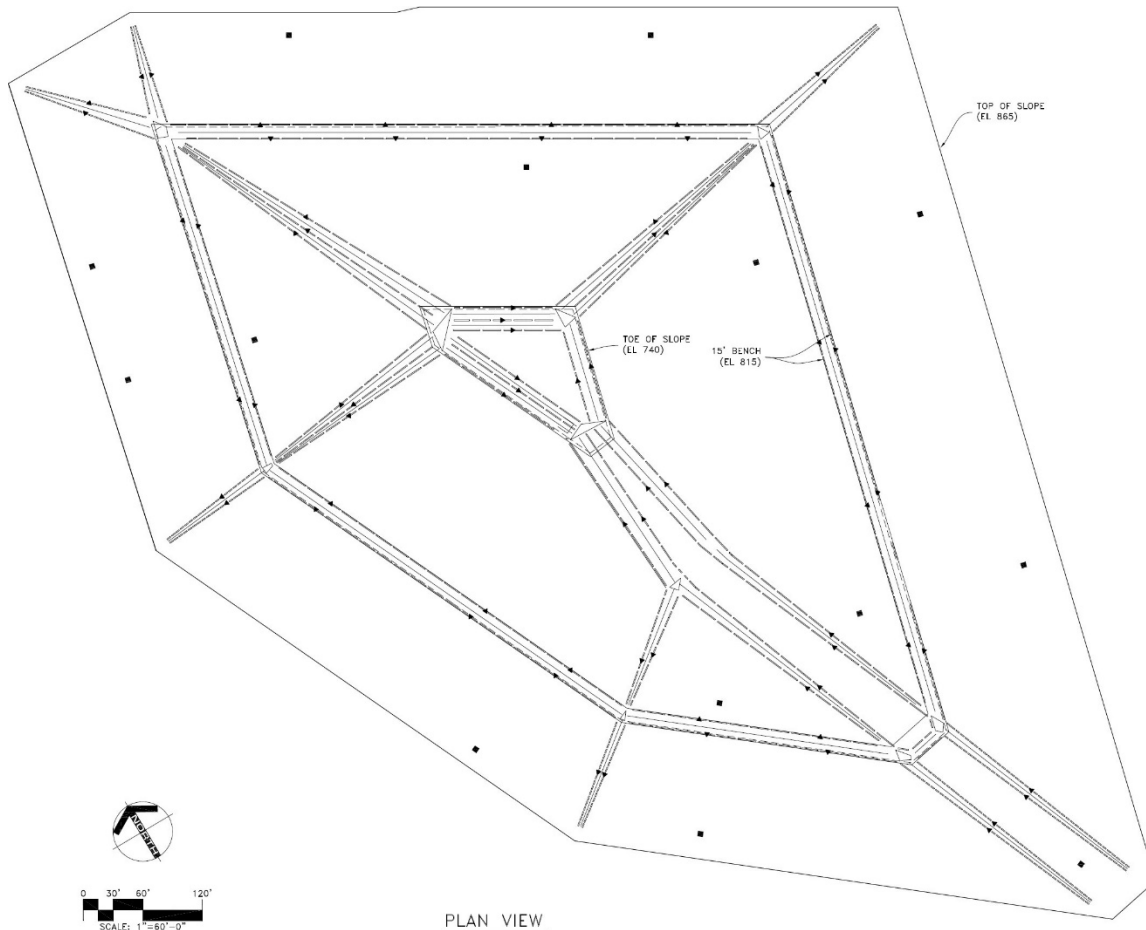 TOP OF SLOPE
(EL 865)
TOE OF SLOPE
(EL 740)
15' BENCH
(EL 815)
NORTH
0 30' 60' 120'
SCALE: 1"=60'-0"
PLAN VIEW